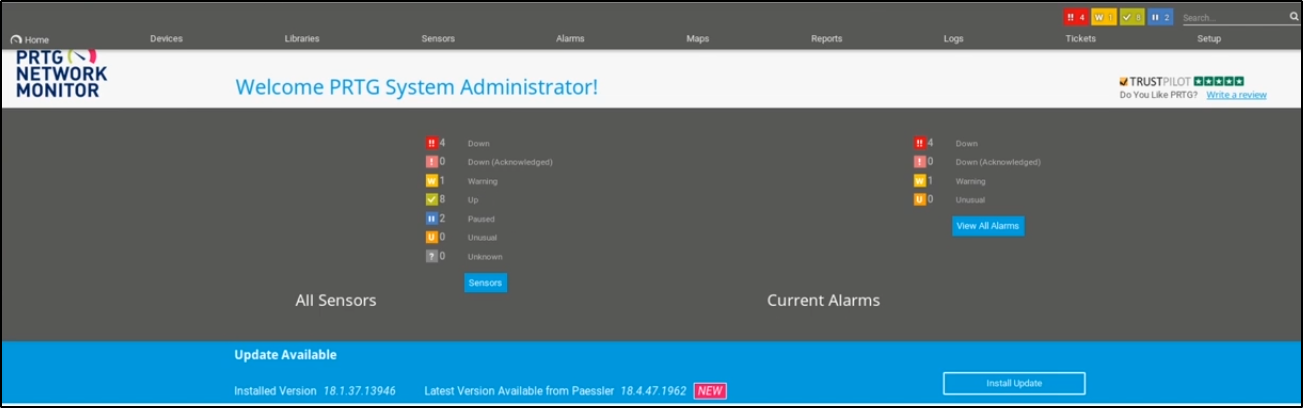 !! 4 W 1 8 2 Search...
Home Devices Libraries Sensors Alarms Maps Reports Logs Tickets Setup
PRTG
NETWORK
MONITOR
Welcome PRTG System Administrator!
TRUSTPILOT
Do You Like PRTG? Write a review
!! 4 Down
! 0 Down (Acknowledged)
W 1 Warning
8 Up
2 Paused
U 0 Unusual
? 0 Unknown
Sensors
All Sensors
!! 4 Down
! 0 Down (Acknowledged)
W 1 Warning
U 0 Unusual
View All Alarms
Current Alarms
Update Available
Installed Version 18.1.37.13946 Latest Version Available from Paessler 18.4.47.1962 NEW
Install Update